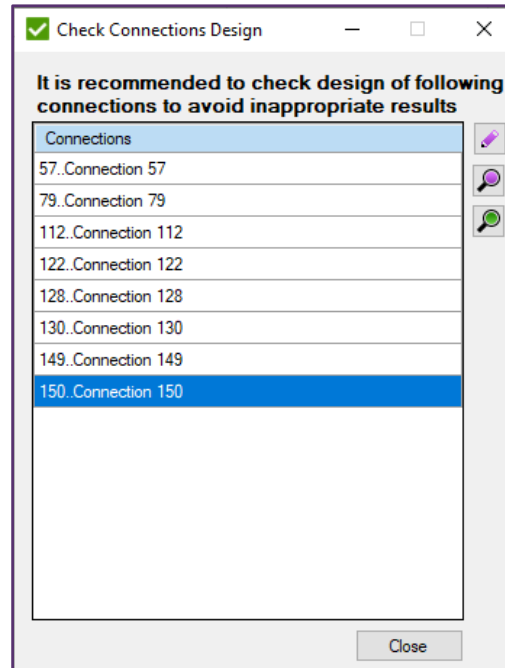 Check Connections Design
It is recommended to check design of following
connections to avoid inappropriate results
Connections
57..Connection 57
79..Connection 79
112..Connection 112
122..Connection 122
128..Connection 128
130..Connection 130
149..Connection 149
150..Connection 150
Close